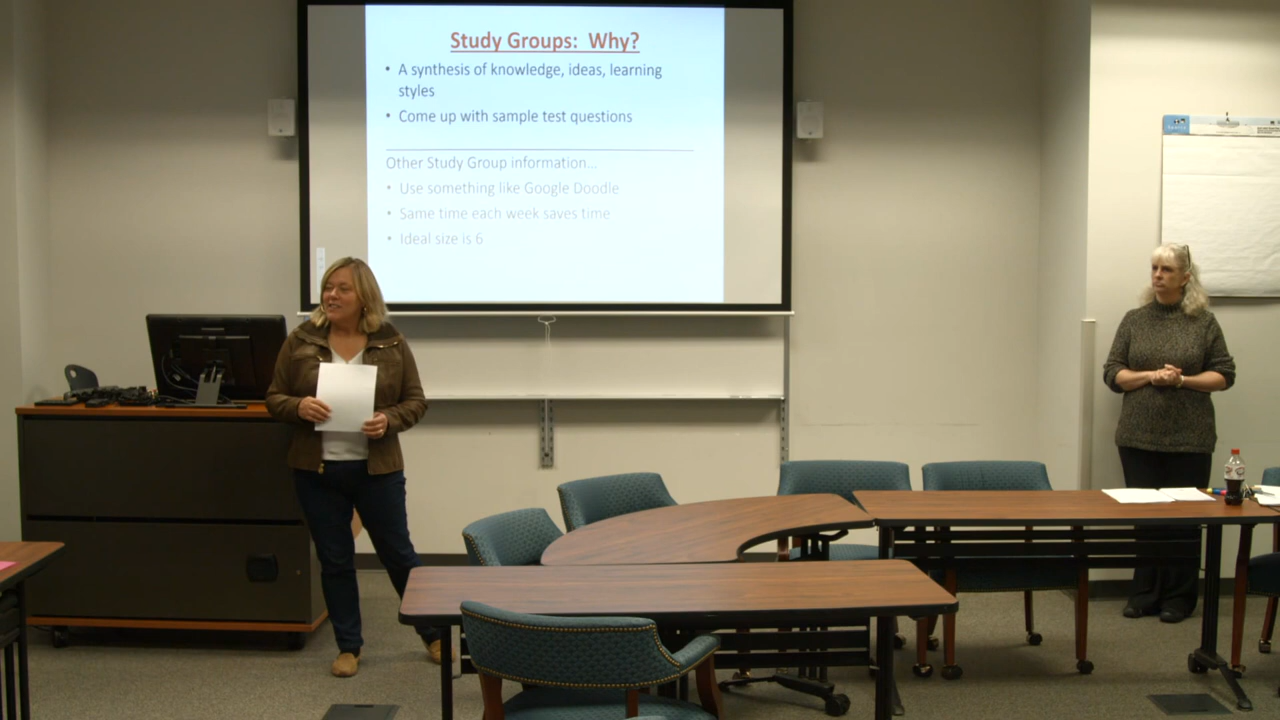 Study Groups: Why?
• A synthesis of knowledge, ideas, learning
styles
• Come up with sample test questions
Other Study Group information...
• Use something like Google Doodle
• Same time each week saves time
• Ideal size is 6